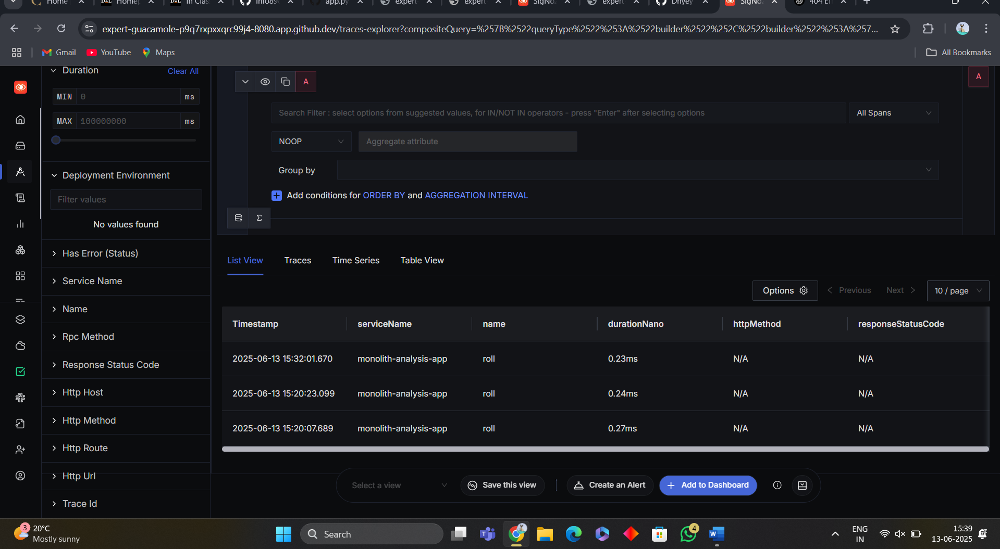 Home
D2L Home
D2L In Clas
app.py
expert
expert
SigNo
expert
Dhyey
SigNo
404 Er
expert-guacamole-p9q7rxpxxqrc99j4-8080.app.github.dev/traces-explorer?compositeQuery=%257B%2522queryType%2522%253A%2522builder%2522%252C%2522builder%2522%253A%257...
Gmail
YouTube
Maps
All Bookmarks
Duration
Clear All
MIN 0 ms
MAX 100000000 ms
Deployment Environment
Filter values
No values found
Has Error (Status)
Service Name
Name
Rpc Method
Response Status Code
Http Host
Http Method
Http Route
Http Url
Trace Id
A
A
Search Filter : select options from suggested values, for IN/NOT IN operators - press "Enter" after selecting options
All Spans
NOOP
Aggregate attribute
Group by
Add conditions for ORDER BY and AGGREGATION INTERVAL
Σ
List View Traces Time Series Table View
Options < Previous Next > 10 / page
Timestamp serviceName name durationNano httpMethod responseStatusCode
2025-06-13 15:32:01.670 monolith-analysis-app roll 0.23ms N/A N/A
2025-06-13 15:20:23.099 monolith-analysis-app roll 0.24ms N/A N/A
2025-06-13 15:20:07.689 monolith-analysis-app roll 0.27ms N/A N/A
Select a view
Save this view
Create an Alert
+ Add to Dashboard
3
20°C
Mostly sunny
Search
4
ENG
IN
15:39
13-06-2025